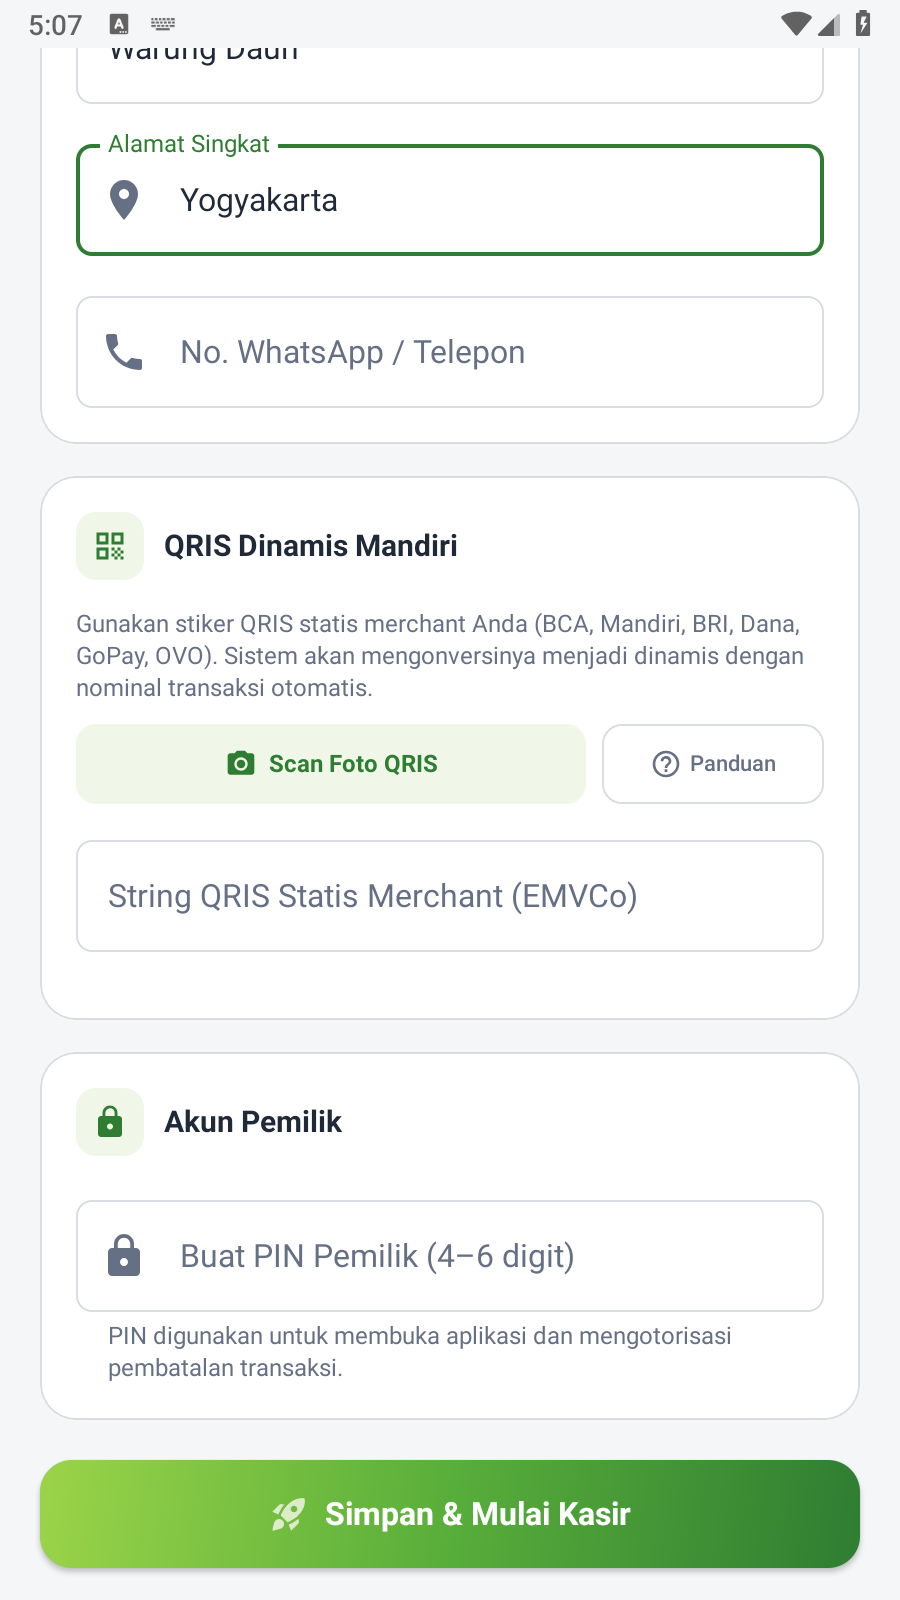 5:07
Warung Daun
Alamat Singkat
Yogyakarta
No. WhatsApp / Telepon
QRIS Dinamis Mandiri
Gunakan stiker QRIS statis merchant Anda (BCA, Mandiri, BRI, Dana,
GoPay, OVO). Sistem akan mengonversinya menjadi dinamis dengan
nominal transaksi otomatis.
Scan Foto QRIS
Panduan
String QRIS Statis Merchant (EMVCo)
Akun Pemilik
Buat PIN Pemilik (4–6 digit)
PIN digunakan untuk membuka aplikasi dan mengotorisasi
pembatalan transaksi.
Simpan & Mulai Kasir